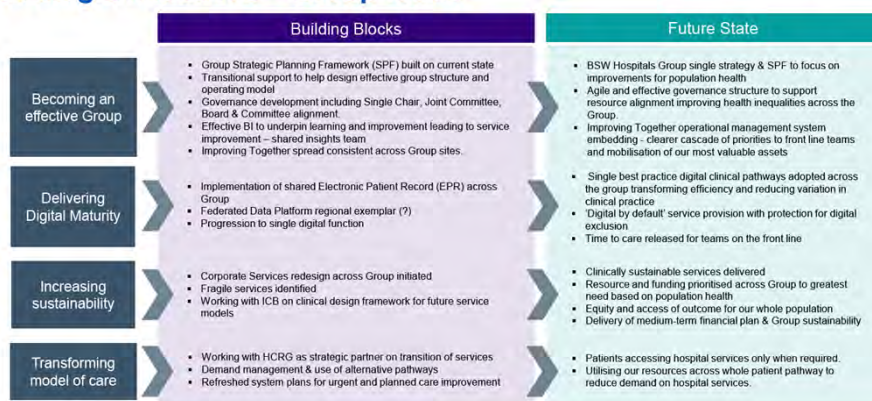 Building Blocks
Future State
Becoming an
effective Group
▪ Group Strategic Planning Framework (SPF) built on current state
▪ Transitional support to help design effective group structure and
operating model
▪ Governance development including Single Chair, Joint Committee,
Board & Committee alignment.
▪ Effective BI to underpin learning and improvement leading to service
improvement – shared insights team
▪ Improving Together spread consistent across Group sites.
▪ BSW Hospitals Group single strategy & SPF to focus on
improvements for population health
▪ Agile and effective governance structure to support
resource alignment improving health inequalities across the
Group.
▪ Improving Together operational management system
embedding - clearer cascade of priorities to front line teams
and mobilisation of our most valuable assets
Delivering
Digital Maturity
▪ Implementation of shared Electronic Patient Record (EPR) across
Group
▪ Federated Data Platform regional exemplar (?)
▪ Progression to single digital function
▪ Single best practice digital clinical pathways adopted across
the group transforming efficiency and reducing variation in
clinical practice
▪ 'Digital by default' service provision with protection for digital
exclusion
▪ Time to care released for teams on the front line
Increasing
sustainability
▪ Corporate Services redesign across Group initiated
▪ Fragile services identified
▪ Working with ICB on clinical design framework for future service
models
▪ Clinically sustainable services delivered
▪ Resource and funding prioritised across Group to greatest
need based on population health
▪ Equity and access of outcome for our whole population
▪ Delivery of medium-term financial plan & Group sustainability
Transforming
model of care
▪ Working with HCRG as strategic partner on transition of services
▪ Demand management & use of alternative pathways
▪ Refreshed system plans for urgent and planned care improvement
▪ Patients accessing hospital services only when required.
▪ Utilising our resources across whole patient pathway to
reduce demand on hospital services.